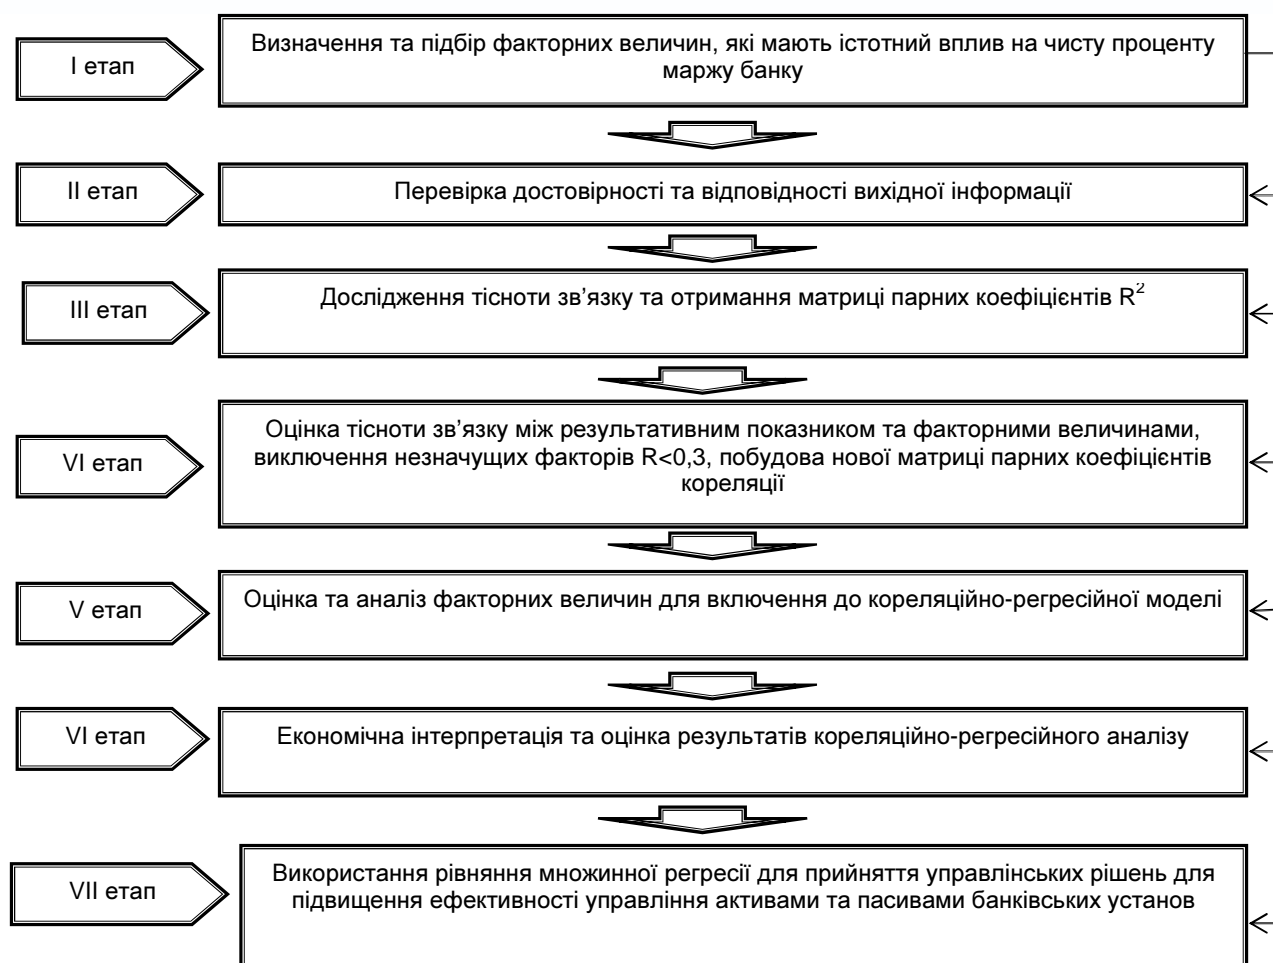 І етап
Визначення та підбір факторних величин, які мають істотний вплив на чисту проценту
маржу банку
ІІ етап
Перевірка достовірності та відповідності вихідної інформації
ІІІ етап
Дослідження тісноти зв’язку та отримання матриці парних коефіцієнтів R²
VI етап
Оцінка тісноти зв’язку між результативним показником та факторними величинами,
виключення незначущих факторів R<0,3, побудова нової матриці парних коефіцієнтів
кореляції
V етап
Оцінка та аналіз факторних величин для включення до кореляційно-регресійної моделі
VI етап
Економічна інтерпретація та оцінка результатів кореляційно-регресійного аналізу
VII етап
Використання рівняння множинної регресії для прийняття управлінських рішень для
підвищення ефективності управління активами та пасивами банківських установ